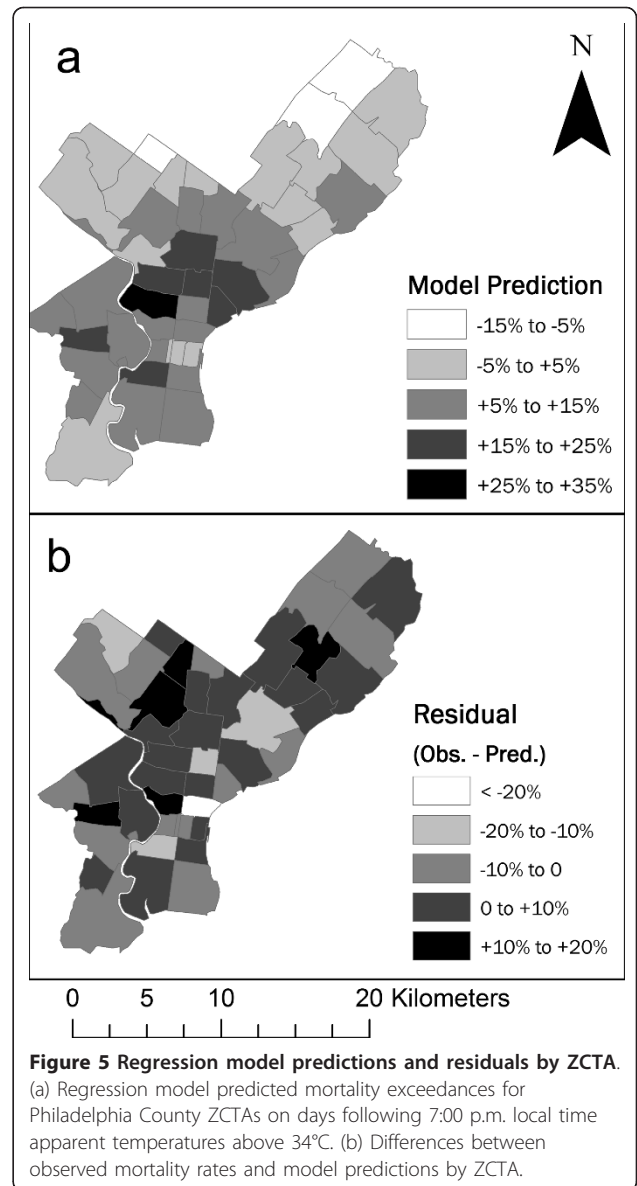 a
N
Model Prediction
-15% to -5%
-5% to +5%
+5% to +15%
+15% to +25%
+25% to +35%
b
Residual
(Obs. - Pred.)
< -20%
-20% to -10%
-10% to 0
0 to +10%
+10% to +20%
0 5 10 20 Kilometers
Figure 5 Regression model predictions and residuals by ZCTA.
(a) Regression model predicted mortality exceedances for
Philadelphia County ZCTAs on days following 7:00 p.m. local time
apparent temperatures above 34°C. (b) Differences between
observed mortality rates and model predictions by ZCTA.